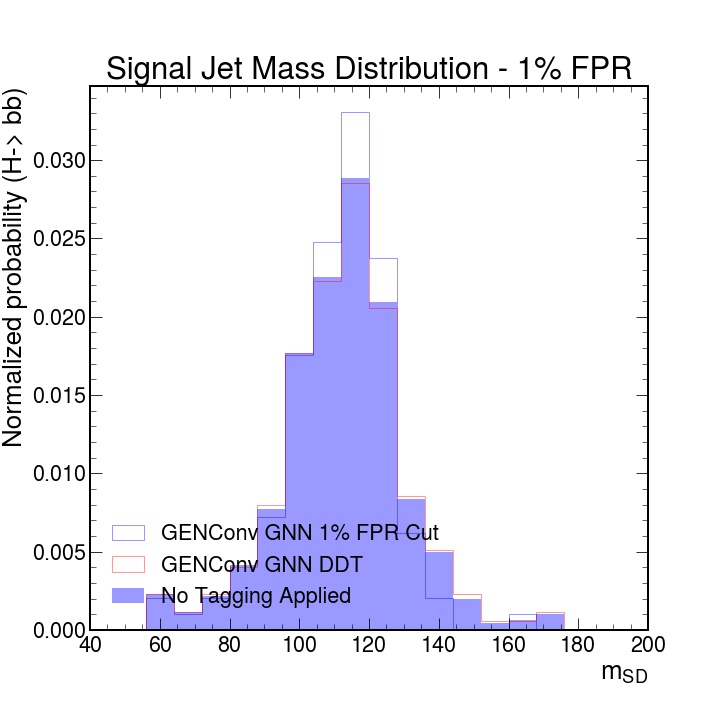 Signal Jet Mass Distribution - 1% FPR
Normalized probability (H-> bb)
0.030
0.025
0.020
0.015
0.010
0.005
0.000
GENConv GNN 1% FPR Cut
GENConv GNN DDT
No Tagging Applied
40 60 80 100 120 140 160 180 200
mSD